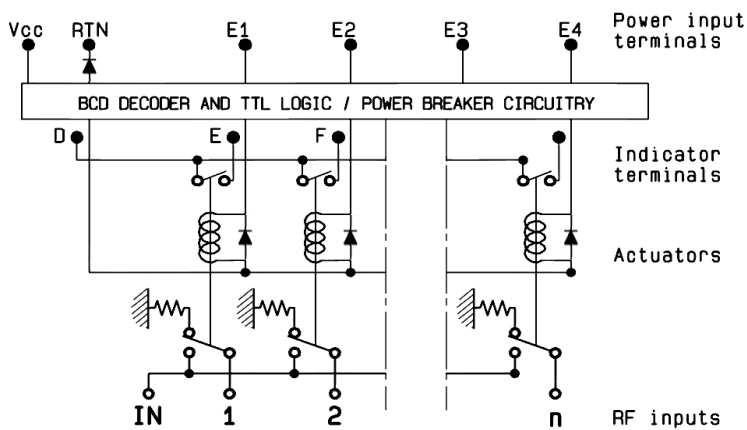 Vcc RTN E1 E2 E3 E4 Power input
terminals
BCD DECODER AND TTL LOGIC / POWER BREAKER CIRCUITRY
D E F Indicator
terminals
Actuators
IN 1 2 n RF inputs